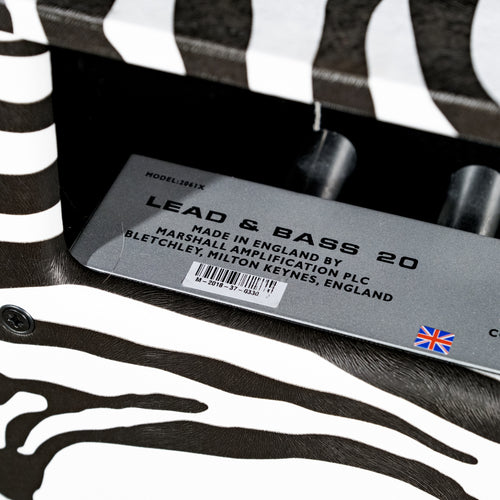 MODEL:2061X
LEAD & BASS 20
MADE IN ENGLAND BY
MARSHALL AMPLIFICATION PLC
BLETCHLEY, MILTON KEYNES, ENGLAND
M-2018-37-0330